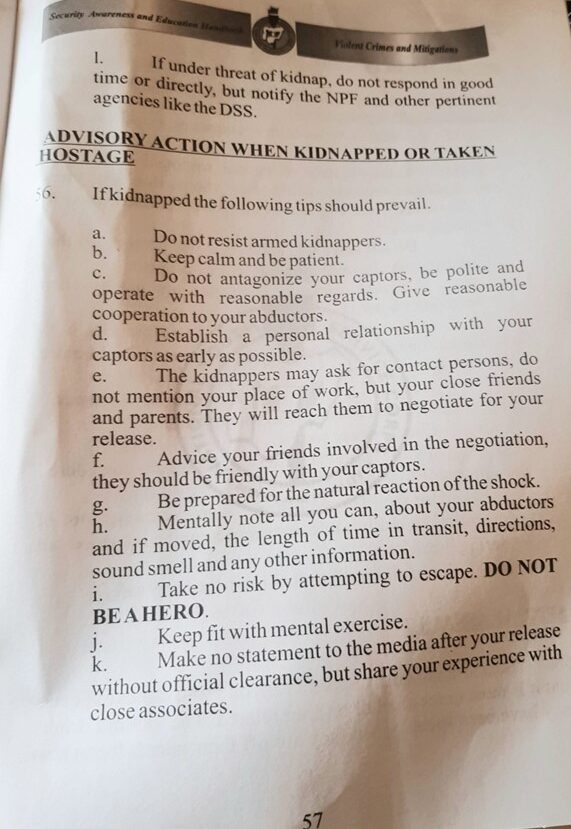 Security Awareness and Education Handbook
Violent Crimes and Mitigations
l. If under threat of kidnap, do not respond in good
time or directly, but notify the NPF and other pertinent
agencies like the DSS.
ADVISORY ACTION WHEN KIDNAPPED OR TAKEN
HOSTAGE
56. If kidnapped the following tips should prevail.
a. Do not resist armed kidnappers.
b. Keep calm and be patient.
c. Do not antagonize your captors, be polite and
operate with reasonable regards. Give reasonable
cooperation to your abductors.
d. Establish a personal relationship with your
captors as early as possible.
e. The kidnappers may ask for contact persons, do
not mention your place of work, but your close friends
and parents. They will reach them to negotiate for your
release.
f. Advice your friends involved in the negotiation,
they should be friendly with your captors.
g. Be prepared for the natural reaction of the shock.
h. Mentally note all you can, about your abductors
and if moved, the length of time in transit, directions,
sound smell and any other information.
i. Take no risk by attempting to escape. DO NOT
BE A HERO.
j. Keep fit with mental exercise.
k. Make no statement to the media after your release
without official clearance, but share your experience with
close associates.
57